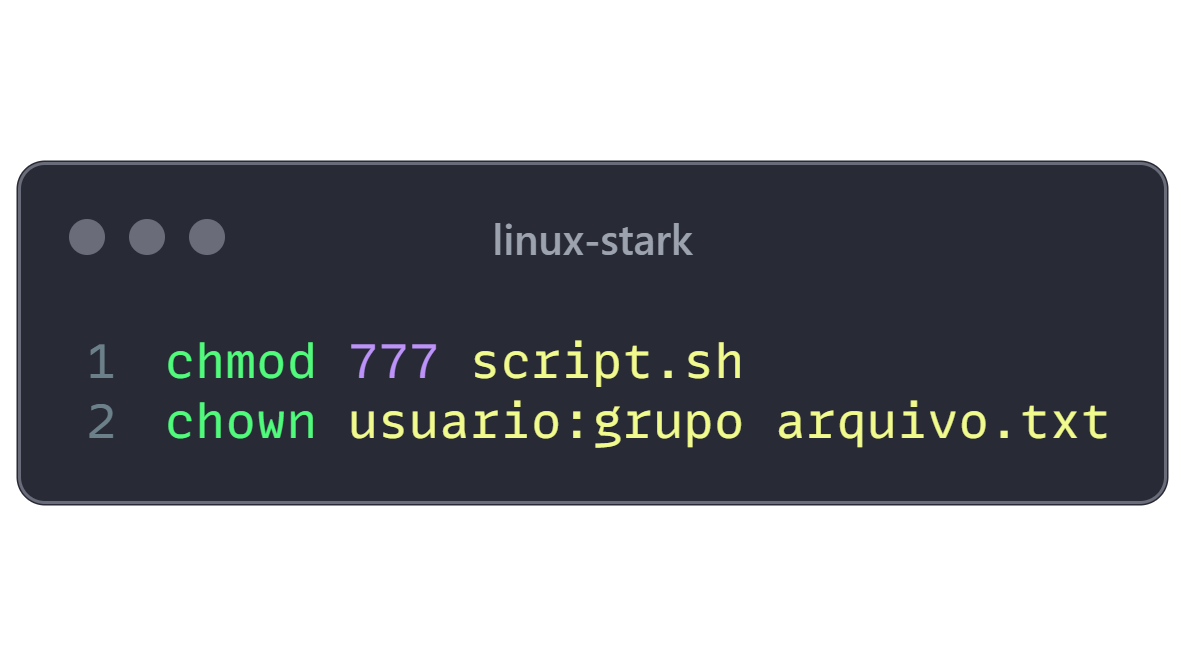 linux-stark
1 chmod 777 script.sh
2 chown usuario:grupo arquivo.txt